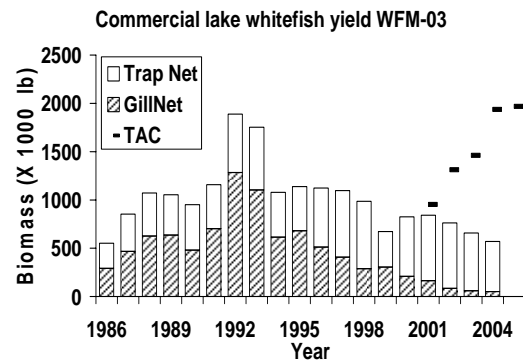 Commercial lake whitefish yield WFM-03
Biomass (X 1000 lb)
3000
2500
2000
1500
1000
500
0
Trap Net
GillNet
TAC
1986 1989 1992 1995 1998 2001 2004
Year